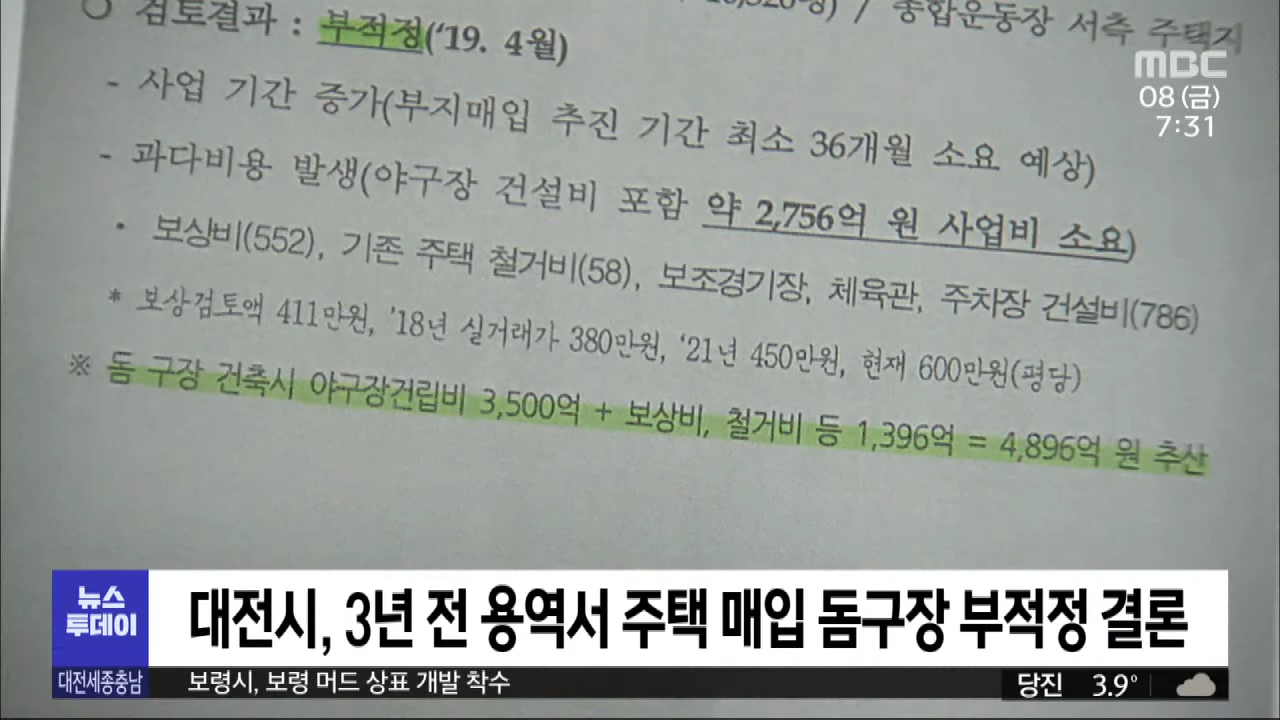 ○ 검토결과 : 부적정('19. 4월)
/ 종합운동장 서측 주택지
- 사업 기간 증가(부지매입 추진 기간 최소 36개월 소요 예상)
- 과다비용 발생(야구장 건설비 포함 약 2,756억 원 사업비 소요)
· 보상비(552), 기존 주택 철거비(58), 보조경기장, 체육관, 주차장 건설비(786)
* 보상검토액 411만원, '18년 실거래가 380만원, '21년 450만원, 현재 600만원(평당)
※ 돔 구장 건축시 야구장건립비 3,500억 + 보상비, 철거비 등 1,396억 = 4,896억 원 추산
MBC
08(금)
7:31
뉴스
투데이
대전시, 3년 전 용역서 주택 매입 돔구장 부적정 결론
대전세종충남
보령시, 보령 머드 상표 개발 착수
당진 3.9°